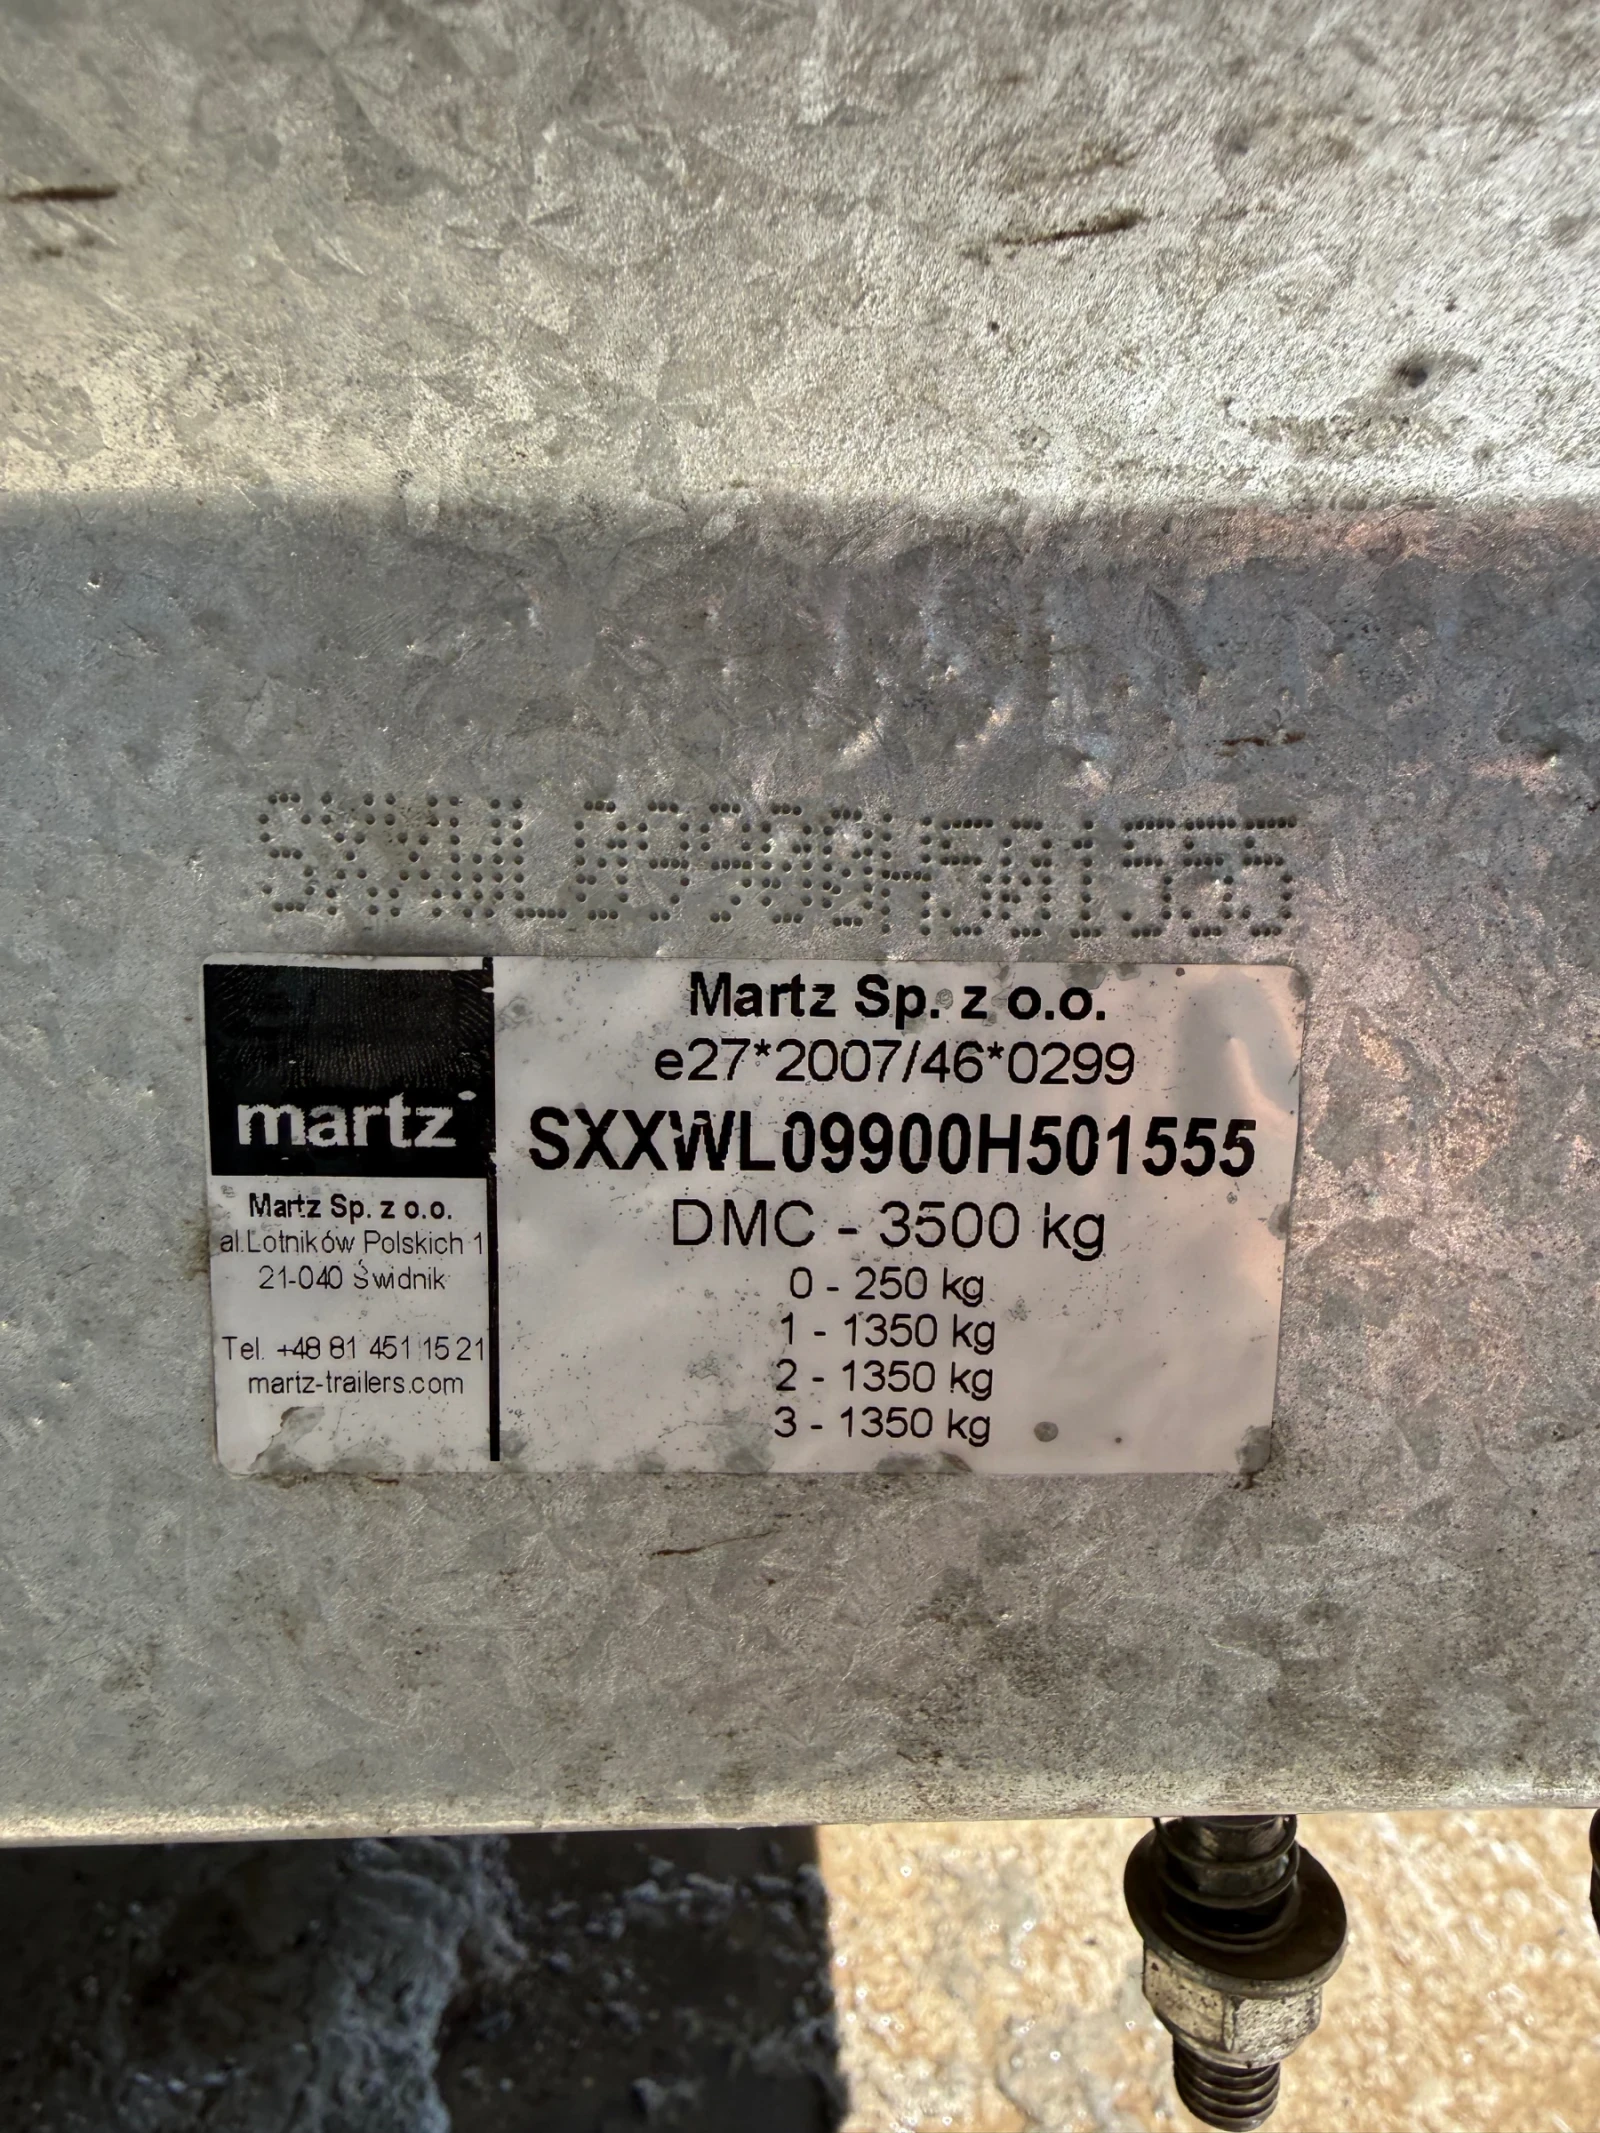 SXXWL09900H501555
martz
Martz Sp. z o.o.
al.Lotników Polskich 1
21-040 Świdnik
Tel. +48 81 451 15 21
martz-trailers.com
Martz Sp. z o.o.
e27*2007/46*0299
SXXWL09900H501555
DMC - 3500 kg
0 - 250 kg
1 - 1350 kg
2 - 1350 kg
3 - 1350 kg